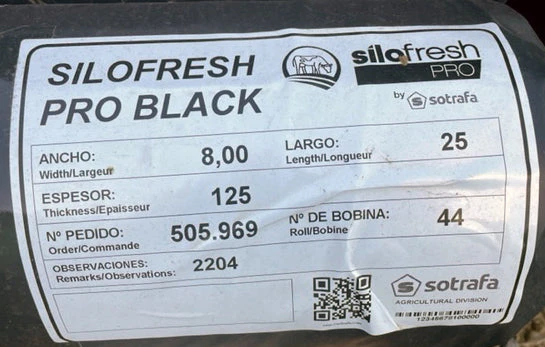 SILOFRESH
PRO BLACK
silofresh
PRO
by sotrafa
ANCHO: 8,00 LARGO: 25
Width/Largeur Length/Longueur
ESPESOR: 125
Thickness/Epaisseur
Nº PEDIDO: 505.969 Nº DE BOBINA: 44
Order/Commande Roll/Bobine
OBSERVACIONES: 2204
Remarks/Observations:
sotrafa
AGRICULTURAL DIVISION